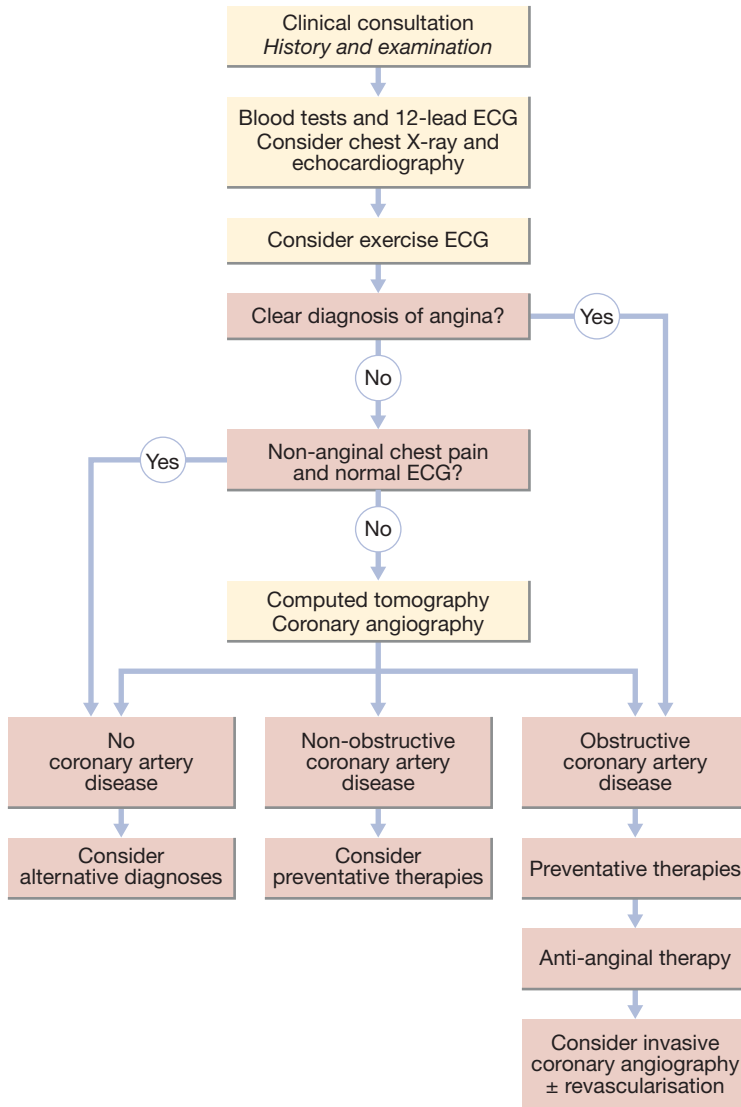 Clinical consultation
History and examination
Blood tests and 12-lead ECG
Consider chest X-ray and
echocardiography
Consider exercise ECG
Clear diagnosis of angina?
Yes
No
Non-anginal chest pain
and normal ECG?
Yes
No
Computed tomography
Coronary angiography
No
coronary artery
disease
Non-obstructive
coronary artery
disease
Obstructive
coronary artery
disease
Consider
alternative diagnoses
Consider
preventative therapies
Preventative therapies
Anti-anginal therapy
Consider invasive
coronary angiography
± revascularisation